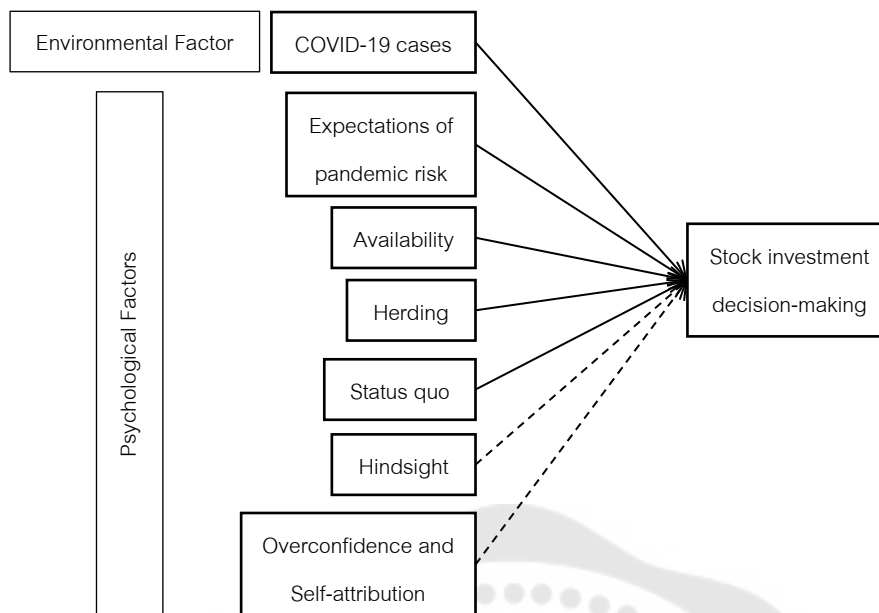 Environmental Factor
COVID-19 cases
Expectations of
pandemic risk
Availability
Herding
Status quo
Hindsight
Overconfidence and
Self-attribution
Psychological Factors
Stock investment
decision-making